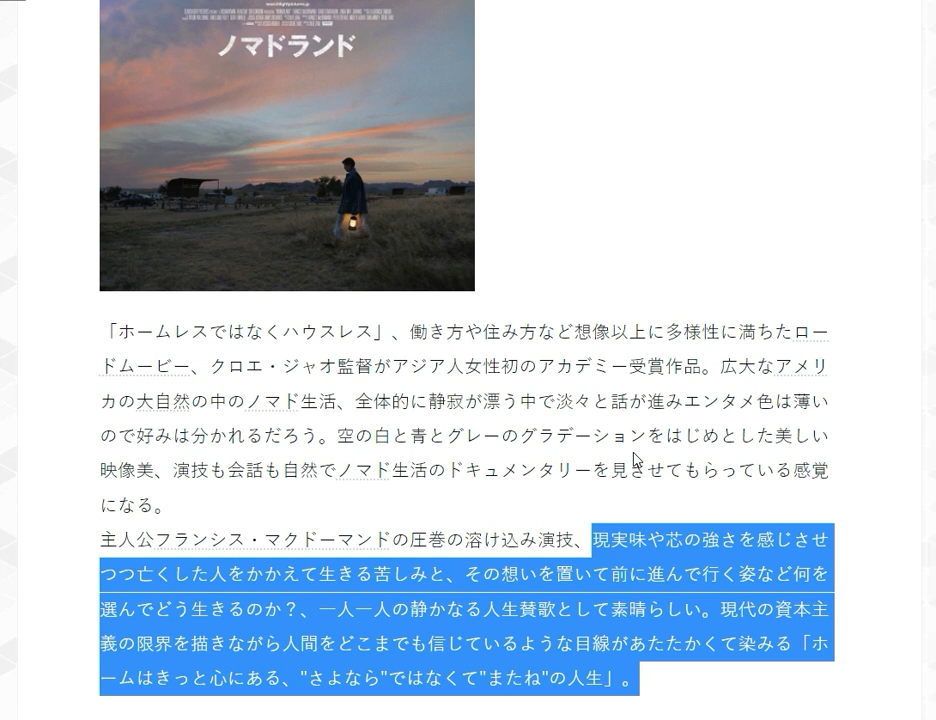 ノマドランド
「ホームレスではなくハウスレス」、働き方や住み方など想像以上に多様性に満ちたロー
ドムービー、クロエ・ジャオ監督がアジア人女性初のアカデミー受賞作品。広大なアメリ
カの大自然の中のノマド生活、全体的に静寂が漂う中で淡々と話が進みエンタメ色は薄い
ので好みは分かれるだろう。空の白と青とグレーのグラデーションをはじめとした美しい
映像美、演技も会話も自然でノマド生活のドキュメンタリーを見させてもらっている感覚
になる。
主人公フランシス・マクドーマンドの圧巻の溶け込み演技、現実味や芯の強さを感じさせ
つつ亡くした人をかかえて生きる苦しみと、その想いを置いて前に進んで行く姿など何を
選んでどう生きるのか?、一人一人の静かなる人生賛歌として素晴らしい。現代の資本主
義の限界を描きながら人間をどこまでも信じているような目線があたたかくて染みる「ホ
ームはきっと心にある、"さよなら"ではなくて"またね"の人生」。